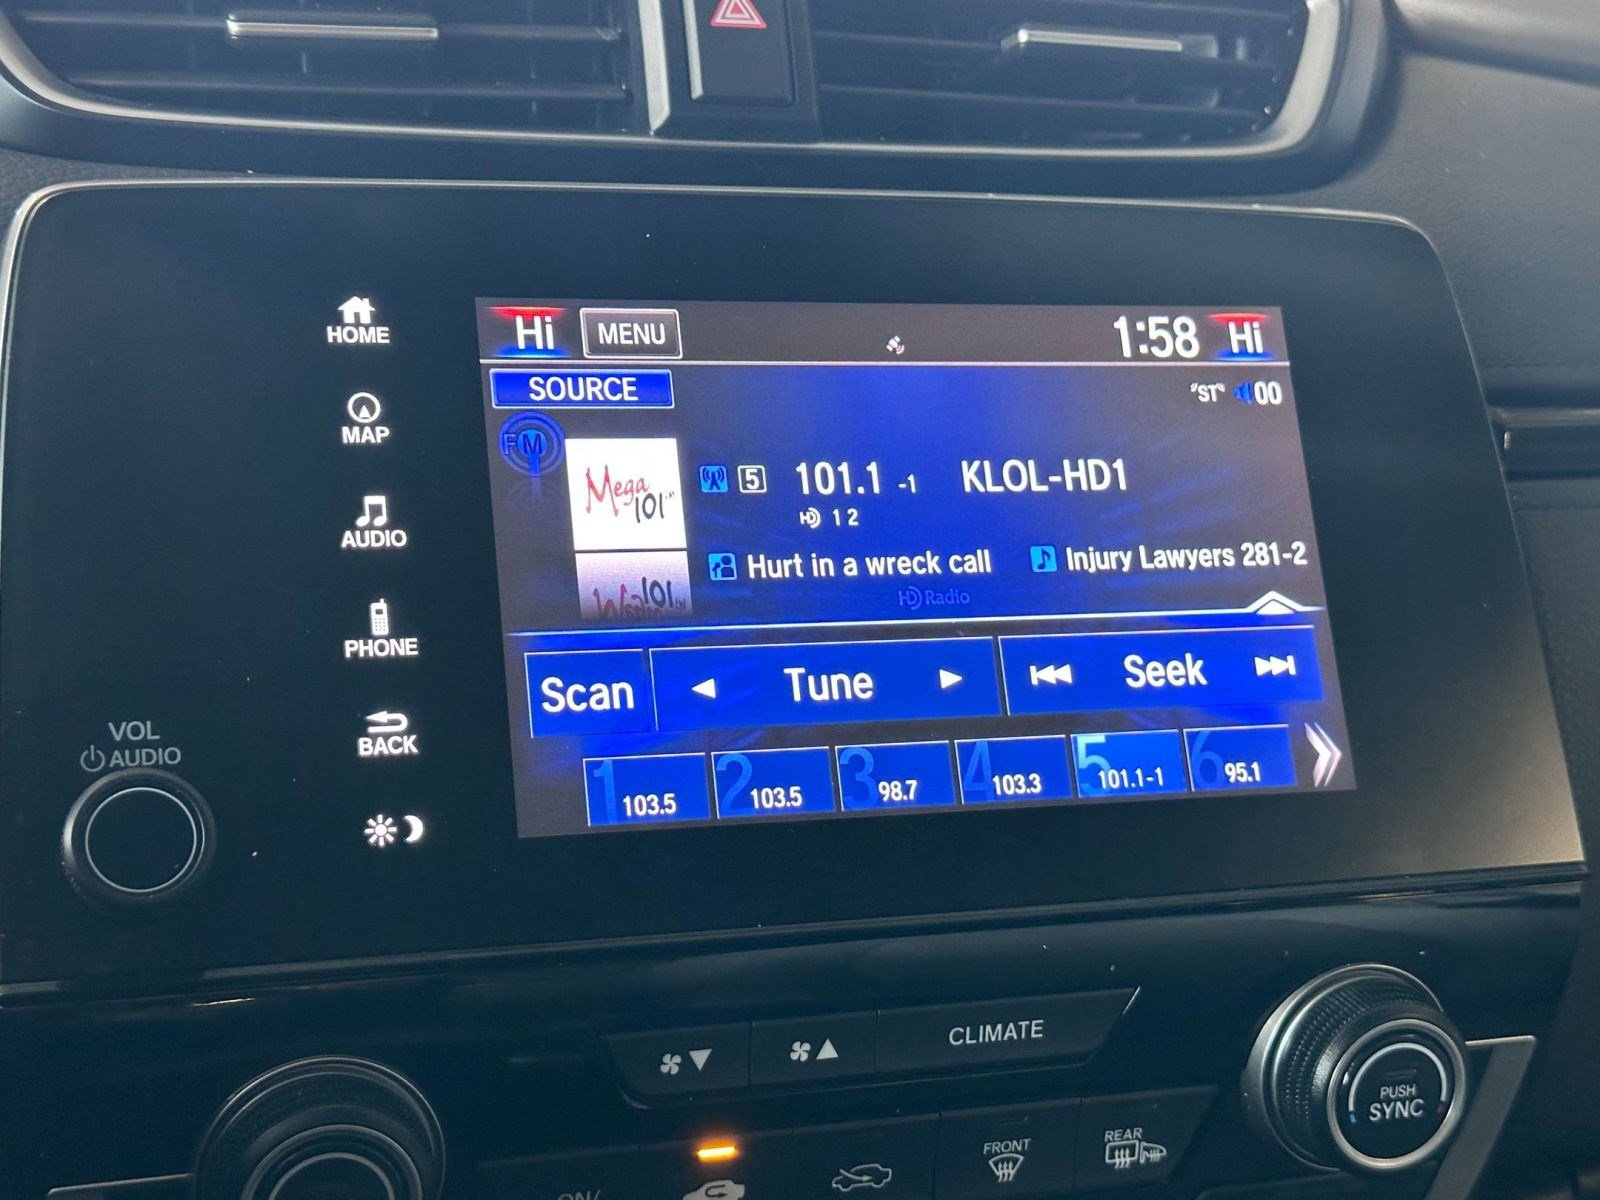 HOME
MAP
AUDIO
PHONE
BACK
VOL
AUDIO
Hi MENU 1:58 Hi
SOURCE "ST" 00
FM
Mega
101
5 101.1 -1 KLOL-HD1
HD 1 2
Hurt in a wreck call Injury Lawyers 281-2
HD Radio
Scan Tune Seek
1 103.5 2 103.5 3 98.7 4 103.3 5 101.1-1 6 95.1
CLIMATE
PUSH
SYNC
FRONT
REAR
ON/